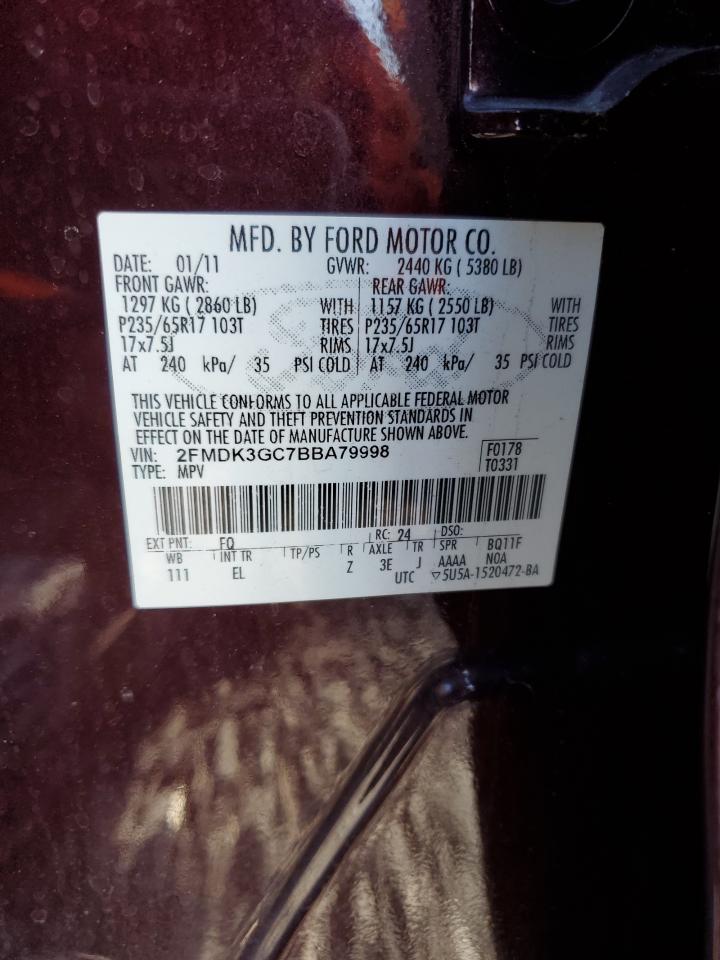 MFD. BY FORD MOTOR CO.
DATE: 01/11 GVWR: 2440 KG ( 5380 LB)
FRONT GAWR: REAR GAWR:
1297 KG ( 2860 LB) WITH 1157 KG ( 2550 LB) WITH
P235/65R17 103T TIRES P235/65R17 103T TIRES
17x7.5J RIMS 17x7.5J RIMS
AT 240 kPa/ 35 PSI COLD AT 240 kPa/ 35 PSI COLD
THIS VEHICLE CONFORMS TO ALL APPLICABLE FEDERAL MOTOR
VEHICLE SAFETY AND THEFT PREVENTION STANDARDS IN
EFFECT ON THE DATE OF MANUFACTURE SHOWN ABOVE.
VIN: 2FMDK3GC7BBA79998 F0178
TYPE: MPV T0331
EXT PNT: FQ RC: 24 DSO:
WB INT TR TP/PS R AXLE TR SPR BQ11F
111 EL Z 3E J AAAA NOA
UTC ▽5U5A-1520472-BA